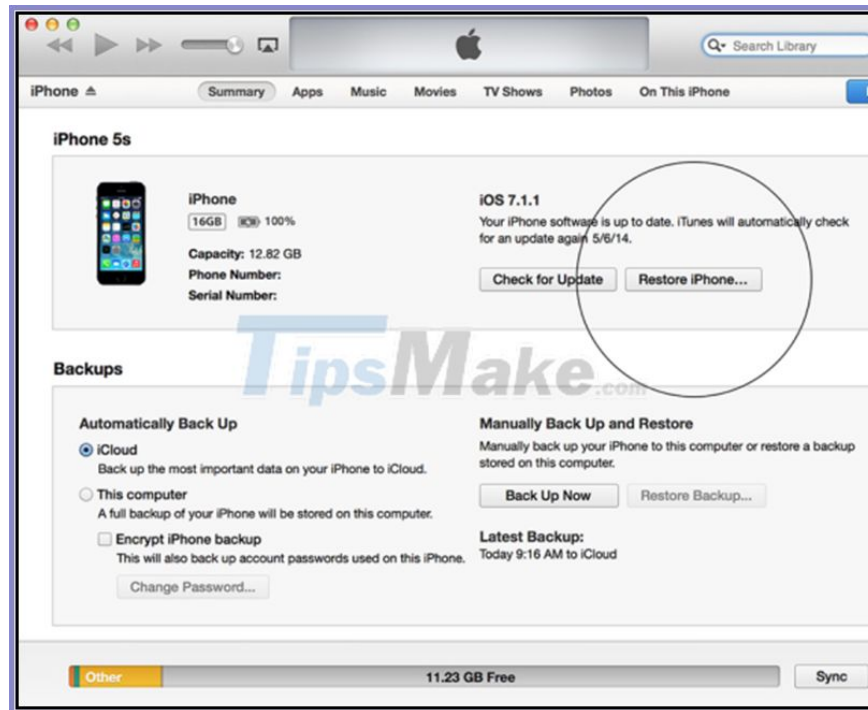 Search Library
iPhone
Summary Apps Music Movies TV Shows Photos On This iPhone
iPhone 5s
iPhone
16GB 100%
Capacity: 12.82 GB
Phone Number:
Serial Number:
iOS 7.1.1
Your iPhone software is up to date. iTunes will automatically check
for an update again 5/6/14.
Check for Update Restore iPhone...
TipsMake.com
Backups
Automatically Back Up
iCloud
Back up the most important data on your iPhone to iCloud.
This computer
A full backup of your iPhone will be stored on this computer.
Encrypt iPhone backup
This will also back up account passwords used on this iPhone.
Change Password...
Manually Back Up and Restore
Manually back up your iPhone to this computer or restore a backup
stored on this computer.
Back Up Now Restore Backup...
Latest Backup:
Today 9:16 AM to iCloud
Other 11.23 GB Free Sync